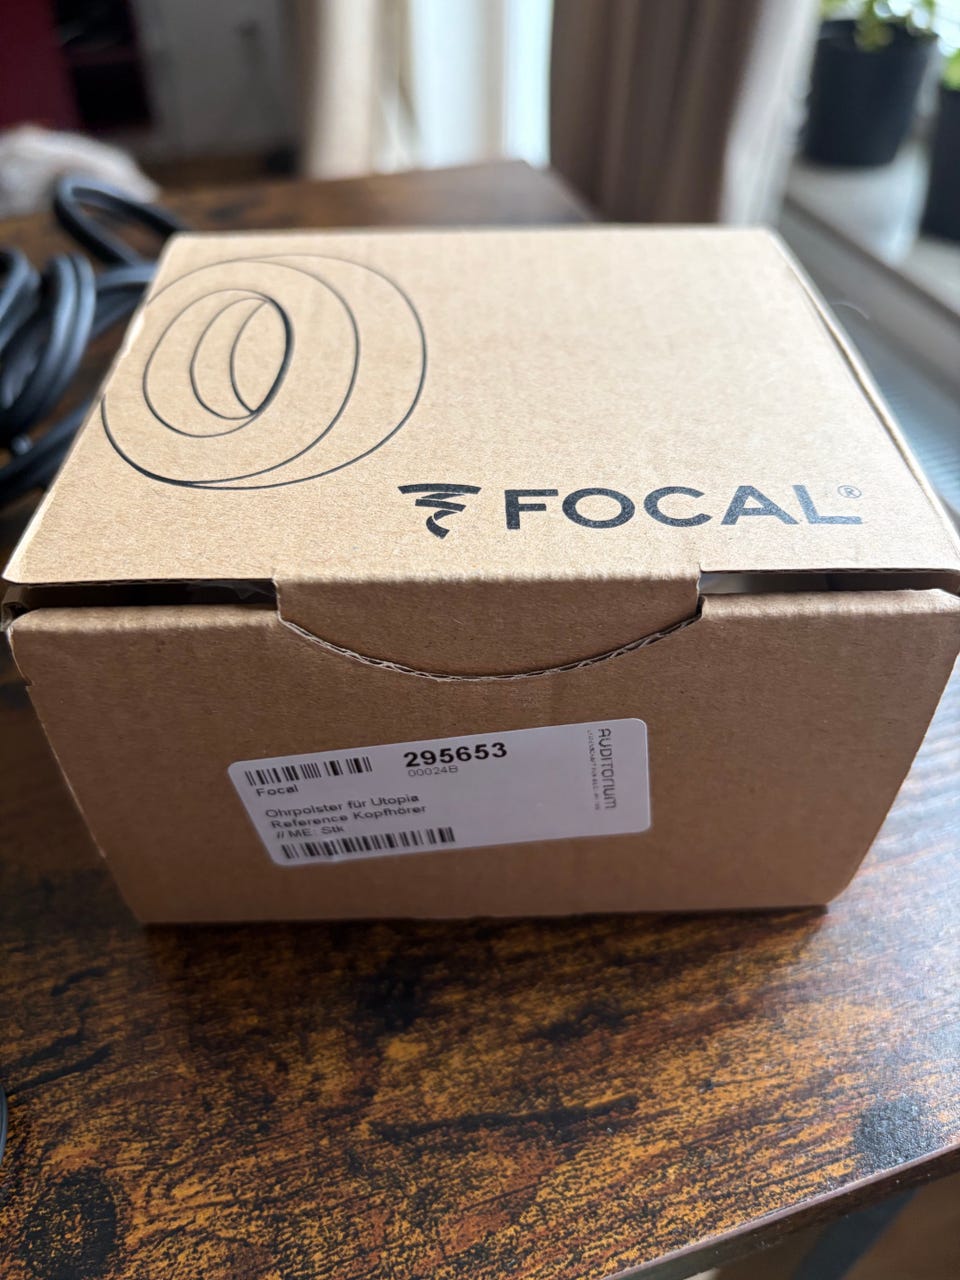 FOCAL®
295653
00024B
Focal
Ohrpolster für Utopia
Reference Kopfhörer
// ME: Stk
AUDITORIUM